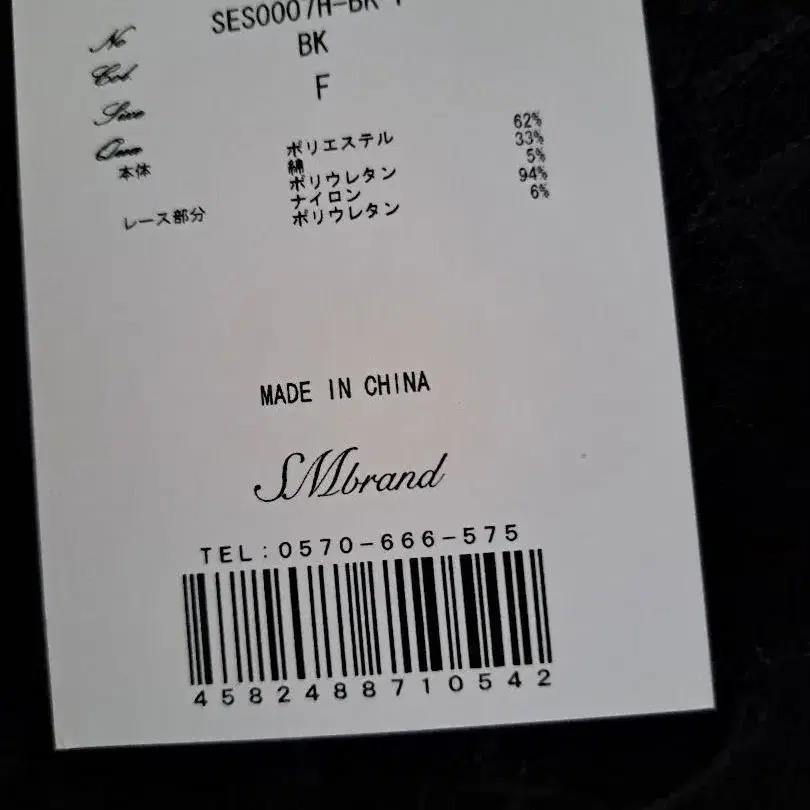 No SES0007H-BK-F
Col. BK
Size F
Qua
本体 ポリエステル 62%
綿 33%
ポリウレタン 5%
レース部分 ナイロン 94%
ポリウレタン 6%
MADE IN CHINA
SMbrand
TEL:0570-666-575
4582488710542